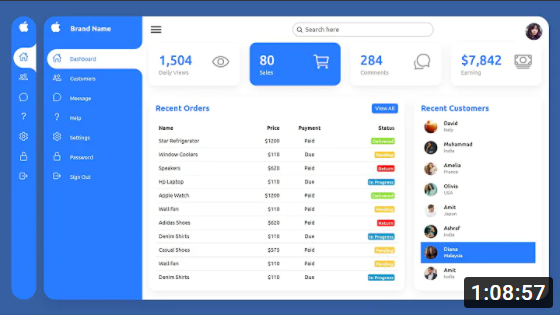 Brand Name
Dashboard
Customers
Message
Help
Settings
Password
Sign Out
Search here
1,504
Daily Views
80
Sales
284
Comments
$7,842
Earning
Recent Orders
View All
Name Price Payment Status
Star Refrigerator $1200 Paid Delivered
Window Coolers $110 Due Pending
Speakers $620 Paid Return
Hp Laptop $110 Due In Progress
Apple Watch $1200 Paid Delivered
Wall Fan $110 Paid Pending
Adidas Shoes $620 Paid Return
Denim Shirts $110 Due In Progress
Casual Shoes $575 Paid Pending
Wall Fan $110 Paid Pending
Denim Shirts $110 Due In Progress
Recent Customers
David
Italy
Muhammad
India
Amelia
France
Olivia
USA
Amit
Japan
Ashraf
India
Diana
Malaysia
Amit
India
1:08:57